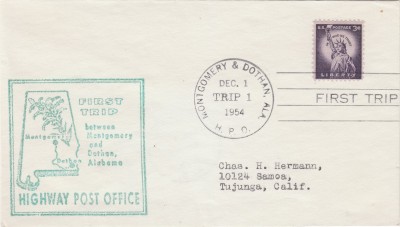 U.S. POSTAGE 3¢
LIBERTY
MONTGOMERY & DOTHAN, ALA.
DEC. 1
TRIP 1
1954
H. P. O.
FIRST TRIP
FIRST
TRIP
between
Montgomery
and
Dothan,
Alabama
Montgomery
Dothan
HIGHWAY POST OFFICE
Chas. H. Hermann,
10124 Samoa,
Tujunga, Calif.